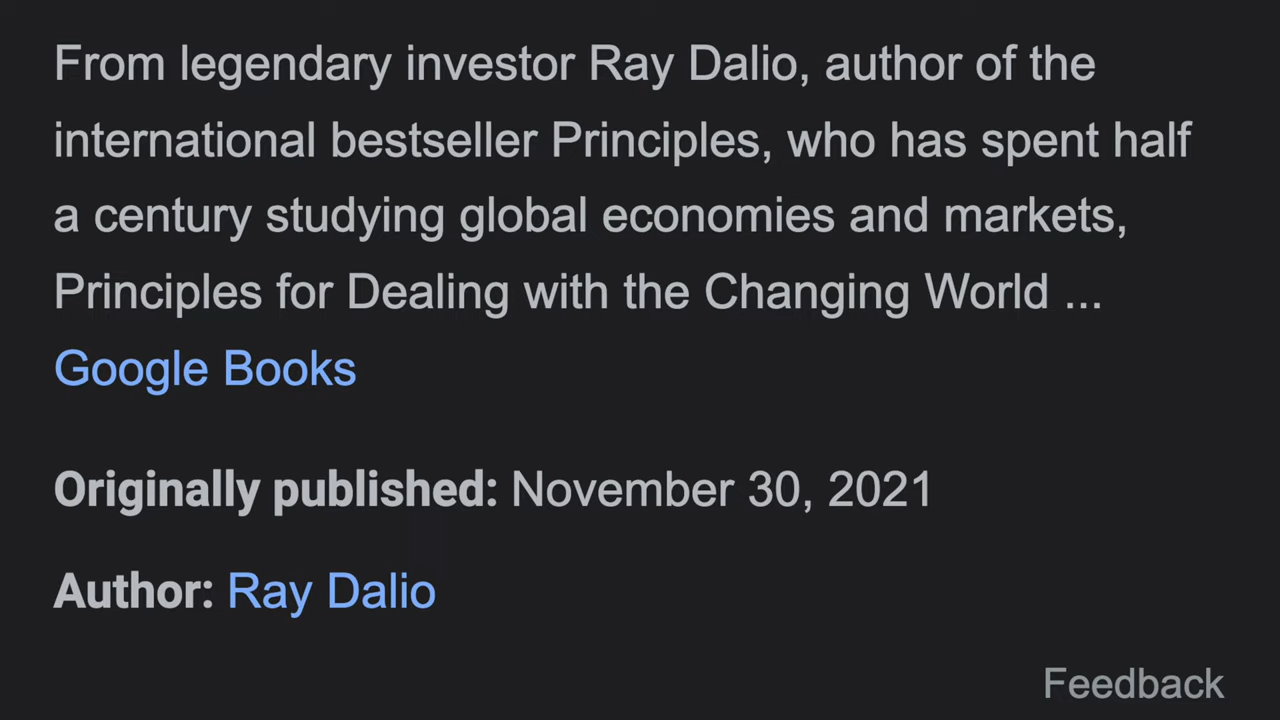 From legendary investor Ray Dalio, author of the
international bestseller Principles, who has spent half
a century studying global economies and markets,
Principles for Dealing with the Changing World ...
Google Books
Originally published: November 30, 2021
Author: Ray Dalio
Feedback